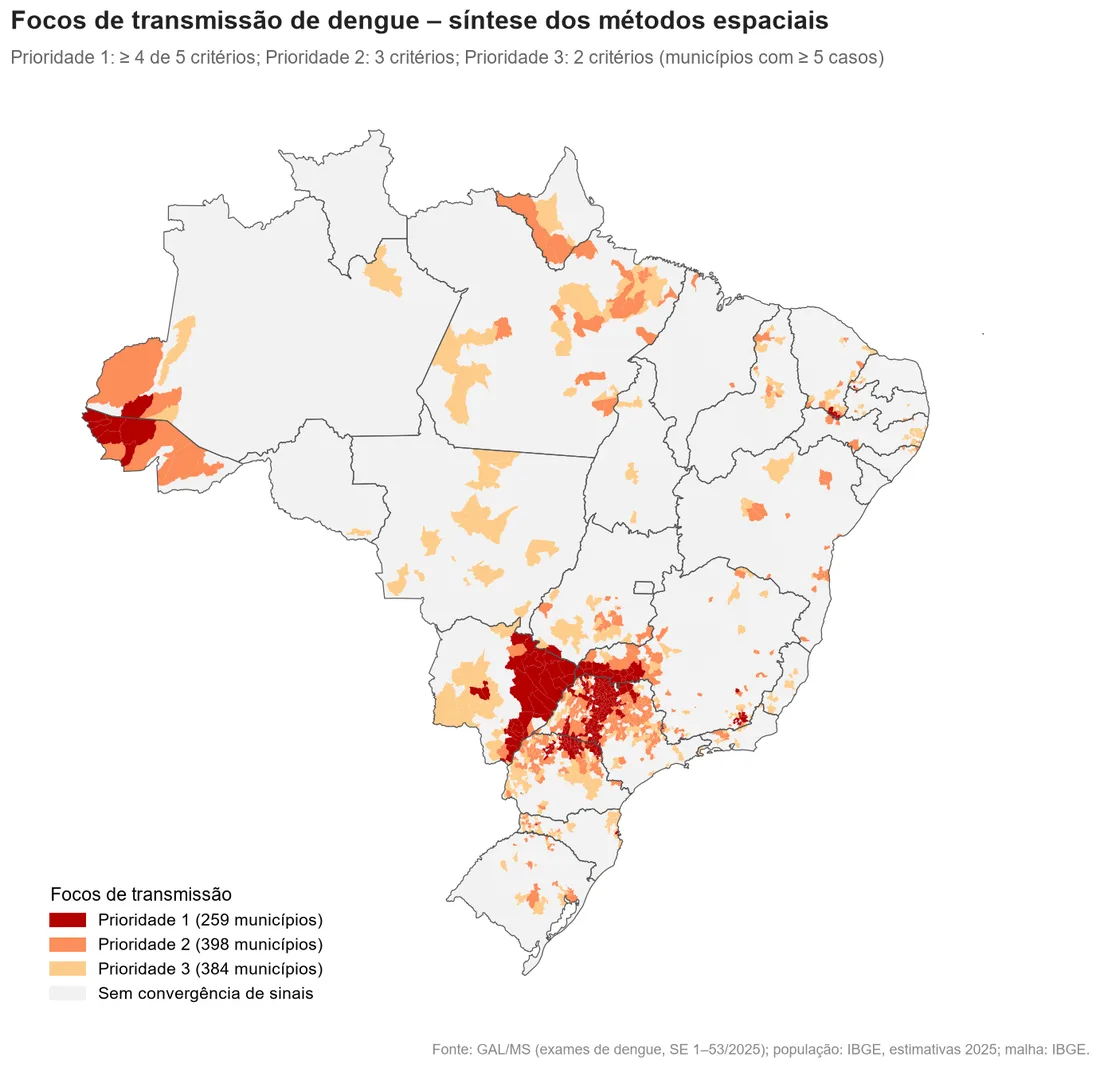 Focos de transmissão de dengue – síntese dos métodos espaciais
Prioridade 1: ≥ 4 de 5 critérios; Prioridade 2: 3 critérios; Prioridade 3: 2 critérios (municípios com ≥ 5 casos)
Focos de transmissão
Prioridade 1 (259 municípios)
Prioridade 2 (398 municípios)
Prioridade 3 (384 municípios)
Sem convergência de sinais
Fonte: GAL/MS (exames de dengue, SE 1–53/2025); população: IBGE, estimativas 2025; malha: IBGE.